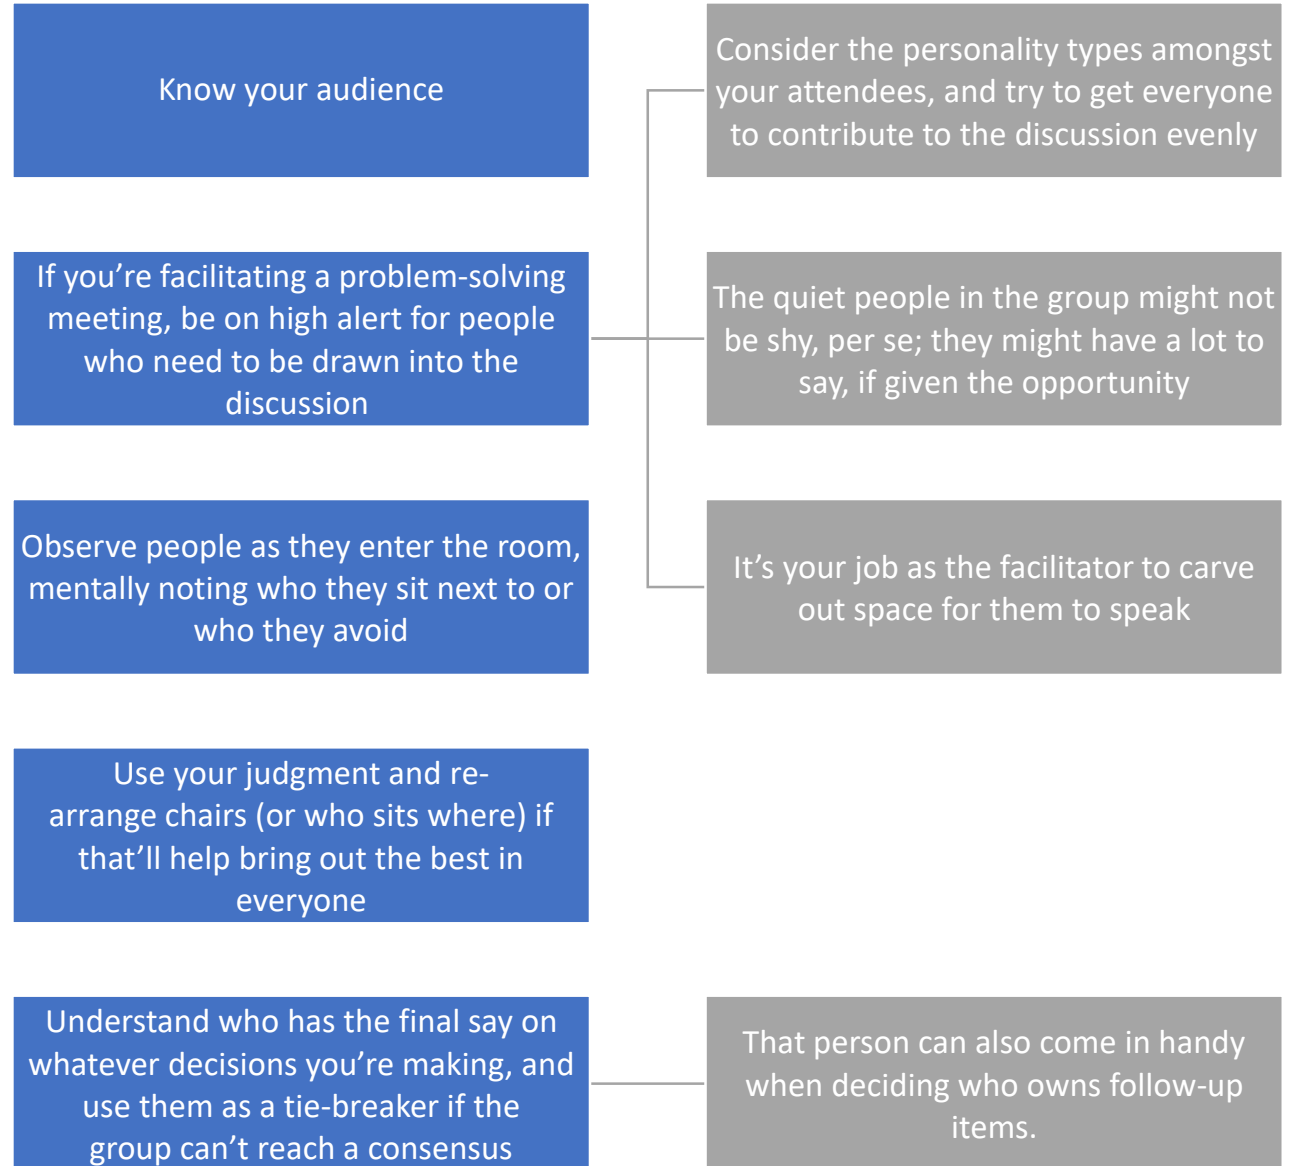 Know your audience
Consider the personality types amongst
your attendees, and try to get everyone
to contribute to the discussion evenly
If you’re facilitating a problem-solving
meeting, be on high alert for people
who need to be drawn into the
discussion
The quiet people in the group might not
be shy, per se; they might have a lot to
say, if given the opportunity
Observe people as they enter the room,
mentally noting who they sit next to or
who they avoid
It’s your job as the facilitator to carve
out space for them to speak
Use your judgment and re-
arrange chairs (or who sits where) if
that’ll help bring out the best in
everyone
Understand who has the final say on
whatever decisions you’re making, and
use them as a tie-breaker if the
group can’t reach a consensus
That person can also come in handy
when deciding who owns follow-up
items.